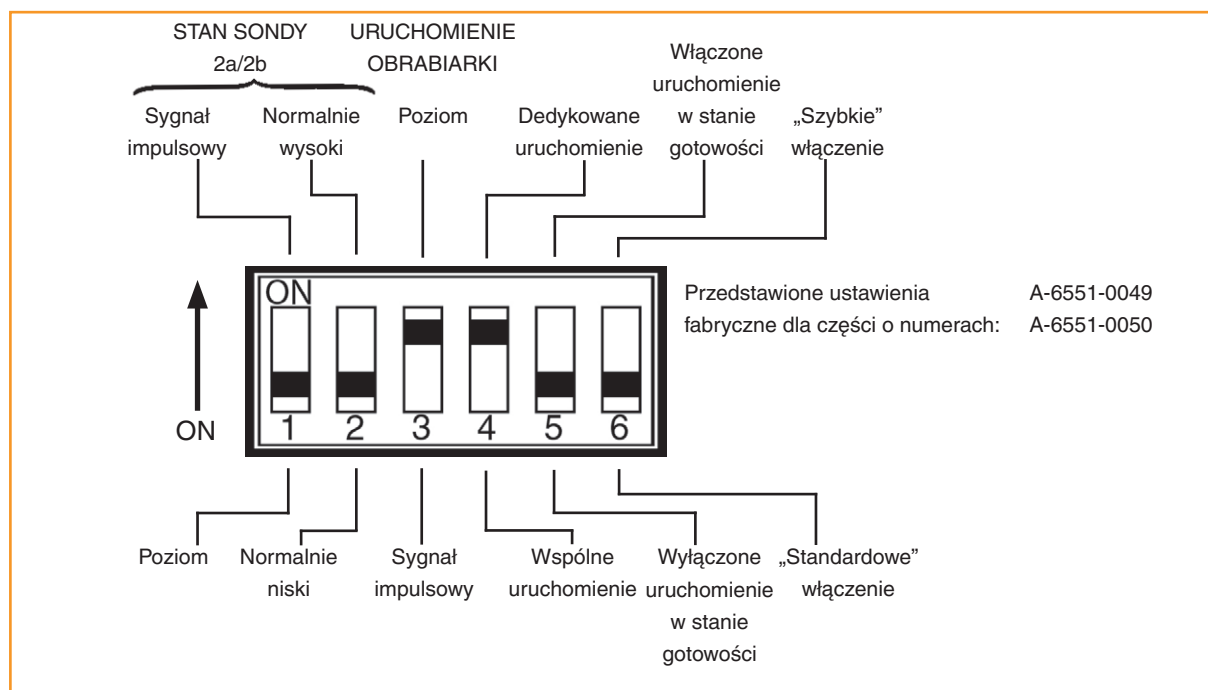 STAN SONDY
2a/2b
URUCHOMIENIE
OBRABIARKI
Sygnał
impulsowy
Normalnie
wysoki
Poziom
Dedykowane
uruchomienie
Włączone
uruchomienie
w stanie
gotowości
„Szybkie”
włączenie
ON
ON
1 2 3 4 5 6
Przedstawione ustawienia A-6551-0049
fabryczne dla części o numerach: A-6551-0050
Poziom
Normalnie
niski
Sygnał
impulsowy
Wspólne
uruchomienie
Wyłączone
uruchomienie
w stanie
gotowości
„Standardowe”
włączenie